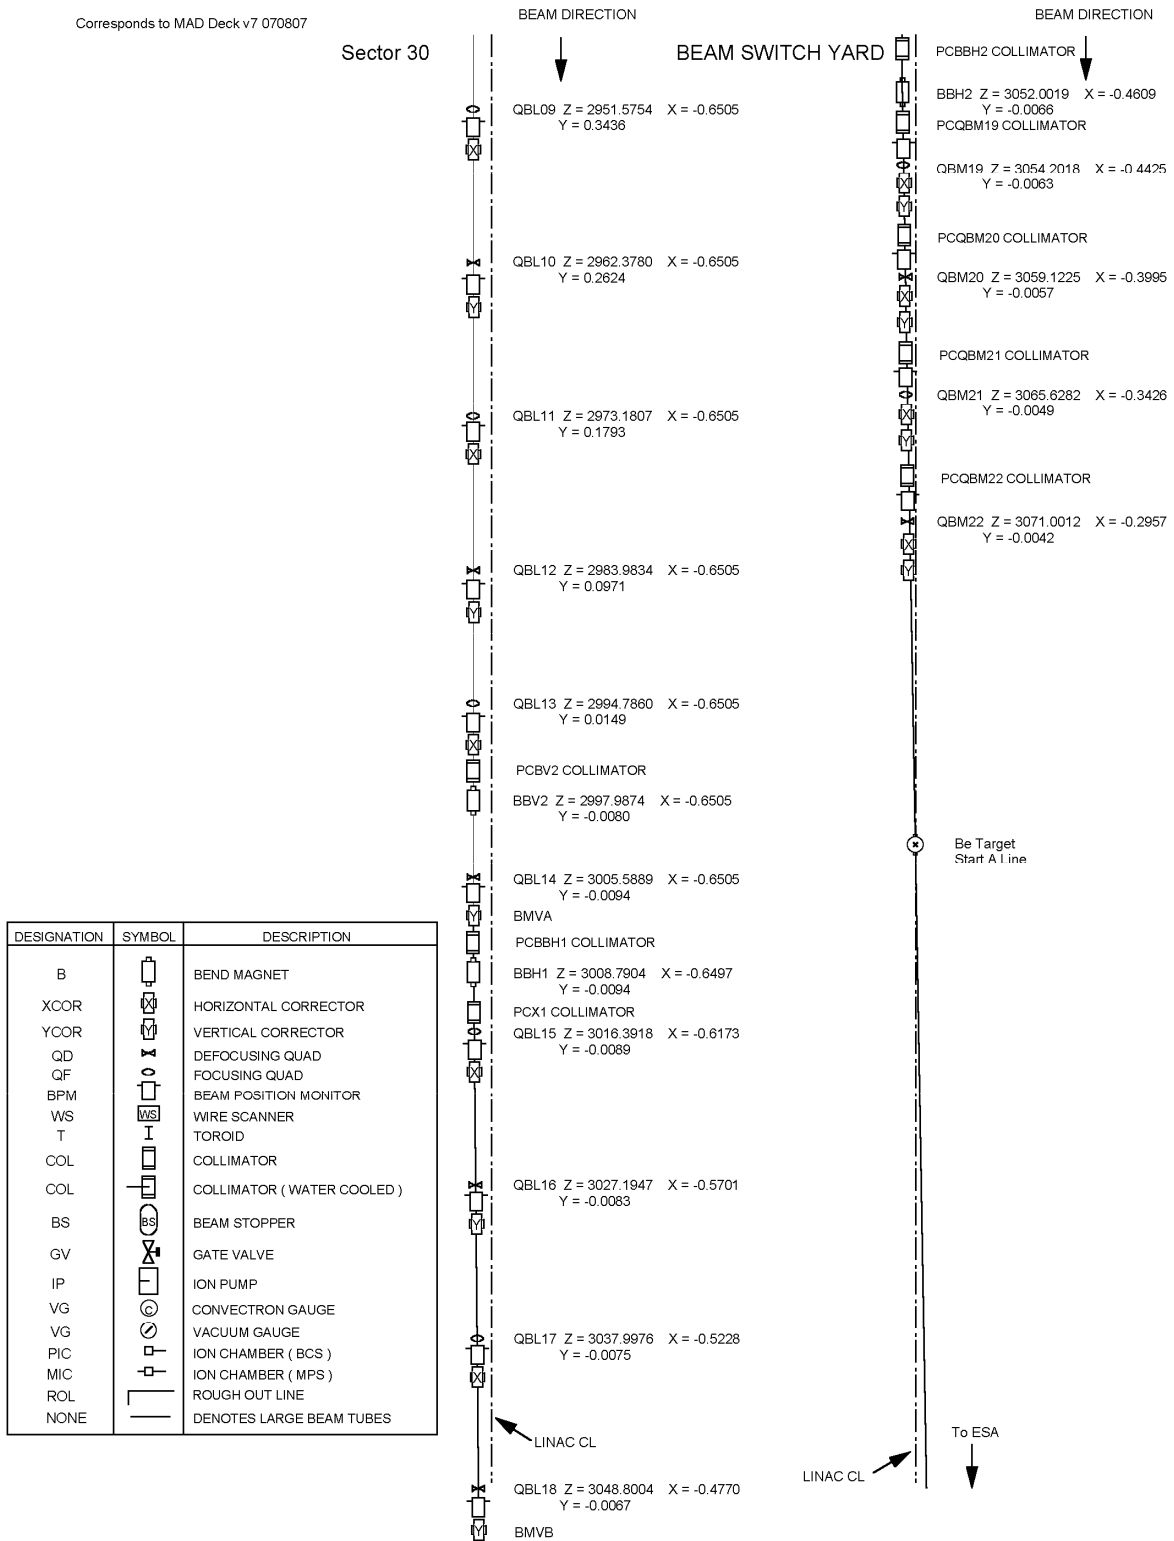 Corresponds to MAD Deck v7 070807
BEAM DIRECTION
Sector 30
QBL09 Z = 2951.5754 X = -0.6505
Y = 0.3436
X
QBL10 Z = 2962.3780 X = -0.6505
Y = 0.2624
Y
QBL11 Z = 2973.1807 X = -0.6505
Y = 0.1793
X
QBL12 Z = 2983.9834 X = -0.6505
Y = 0.0971
Y
QBL13 Z = 2994.7860 X = -0.6505
Y = 0.0149
X
PCBV2 COLLIMATOR
BBV2 Z = 2997.9874 X = -0.6505
Y = -0.0080
QBL14 Z = 3005.5889 X = -0.6505
Y = -0.0094
Y
BMVA
PCBBH1 COLLIMATOR
BBH1 Z = 3008.7904 X = -0.6497
Y = -0.0094
PCX1 COLLIMATOR
QBL15 Z = 3016.3918 X = -0.6173
Y = -0.0089
X
QBL16 Z = 3027.1947 X = -0.5701
Y = -0.0083
Y
QBL17 Z = 3037.9976 X = -0.5228
Y = -0.0075
X
LINAC CL
QBL18 Z = 3048.8004 X = -0.4770
Y = -0.0067
Y
BMVB
BEAM DIRECTION
BEAM SWITCH YARD
PCBBH2 COLLIMATOR
BBH2 Z = 3052.0019 X = -0.4609
Y = -0.0066
PCQBM19 COLLIMATOR
QBM19 Z = 3054.2018 X = -0.4425
Y = -0.0063
X
Y
PCQBM20 COLLIMATOR
QBM20 Z = 3059.1225 X = -0.3995
Y = -0.0057
X
Y
PCQBM21 COLLIMATOR
QBM21 Z = 3065.6282 X = -0.3426
Y = -0.0049
X
Y
PCQBM22 COLLIMATOR
QBM22 Z = 3071.0012 X = -0.2957
Y = -0.0042
X
Y
Be Target
Start A Line
To ESA
LINAC CL
DESIGNATION SYMBOL DESCRIPTION
B BEND MAGNET
XCOR X HORIZONTAL CORRECTOR
YCOR Y VERTICAL CORRECTOR
QD DEFOCUSING QUAD
QF FOCUSING QUAD
BPM BEAM POSITION MONITOR
WS WS WIRE SCANNER
T TOROID
COL COLLIMATOR
COL COLLIMATOR ( WATER COOLED )
BS BS BEAM STOPPER
GV GATE VALVE
IP ION PUMP
VG C CONVECTRON GAUGE
VG VACUUM GAUGE
PIC ION CHAMBER ( BCS )
MIC ION CHAMBER ( MPS )
ROL ROUGH OUT LINE
NONE DENOTES LARGE BEAM TUBES